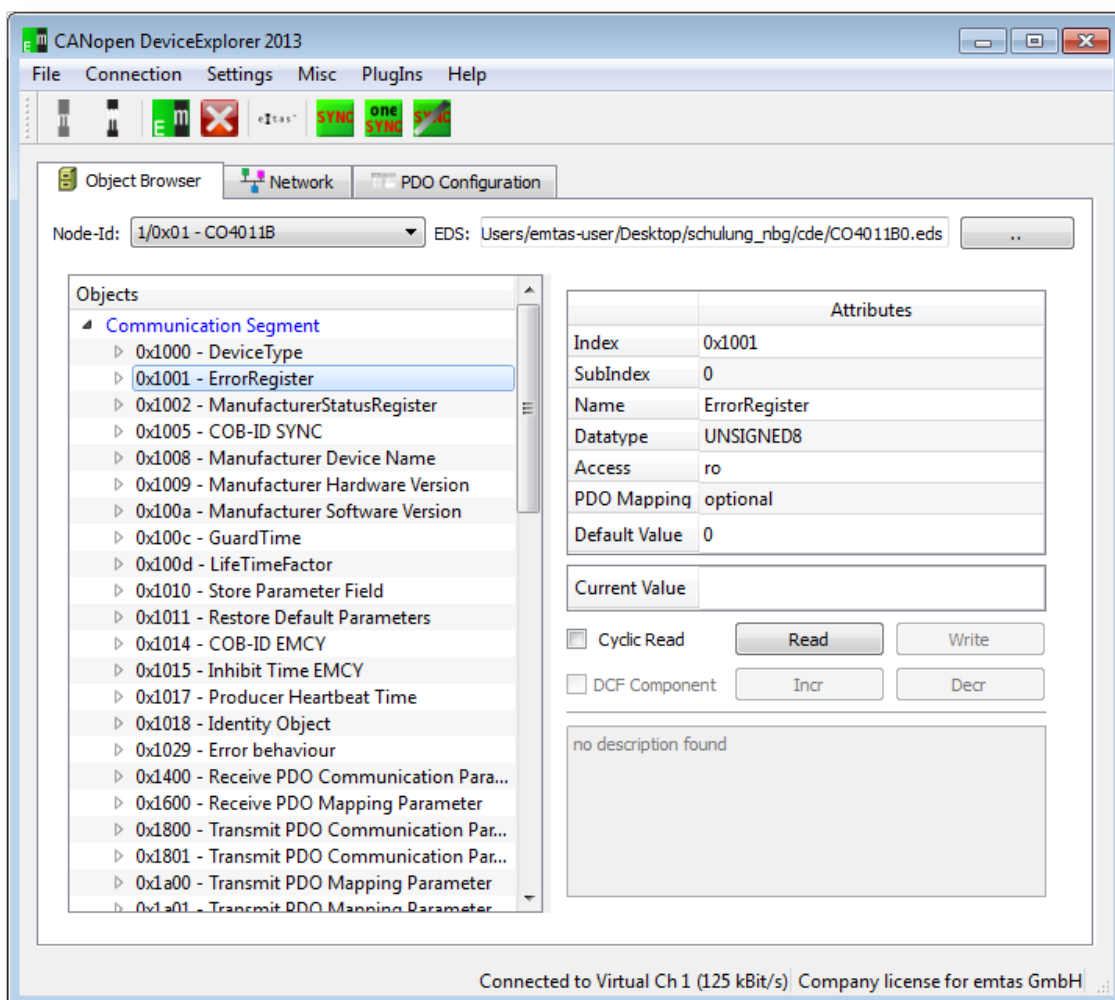 CANopen DeviceExplorer 2013
File Connection Settings Misc PlugIns Help
E m SYNC one SYNC SYNC
Object Browser Network PDO Configuration
Node-Id: 1/0x01 - CO4011B EDS: Users/emtas-user/Desktop/schulung_nbg/cde/CO4011B0.eds ..
Objects
Communication Segment
0x1000 - DeviceType
0x1001 - ErrorRegister
0x1002 - ManufacturerStatusRegister
0x1005 - COB-ID SYNC
0x1008 - Manufacturer Device Name
0x1009 - Manufacturer Hardware Version
0x100a - Manufacturer Software Version
0x100c - GuardTime
0x100d - LifeTimeFactor
0x1010 - Store Parameter Field
0x1011 - Restore Default Parameters
0x1014 - COB-ID EMCY
0x1015 - Inhibit Time EMCY
0x1017 - Producer Heartbeat Time
0x1018 - Identity Object
0x1029 - Error behaviour
0x1400 - Receive PDO Communication Para...
0x1600 - Receive PDO Mapping Parameter
0x1800 - Transmit PDO Communication Par...
0x1801 - Transmit PDO Communication Par...
0x1a00 - Transmit PDO Mapping Parameter
0x1a01 - Transmit PDO Mapping Parameter
Attributes
Index 0x1001
SubIndex 0
Name ErrorRegister
Datatype UNSIGNED8
Access ro
PDO Mapping optional
Default Value 0
Current Value
Cyclic Read Read Write
DCF Component Incr Decr
no description found
Connected to Virtual Ch 1 (125 kBit/s) Company license for emtas GmbH